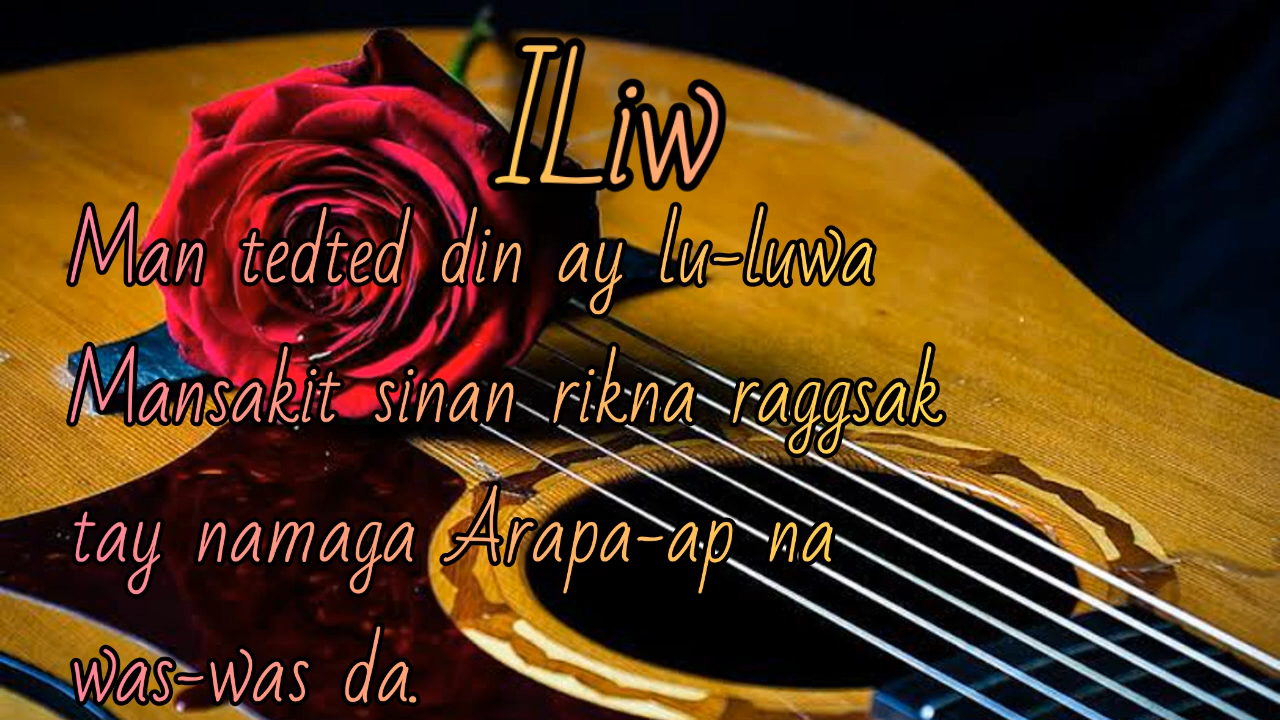 ILiw
Man tedted din ay lu-luwa
Mansakit sinan rikna raggsak
tay namaga Arapa-ap na
was-was da.